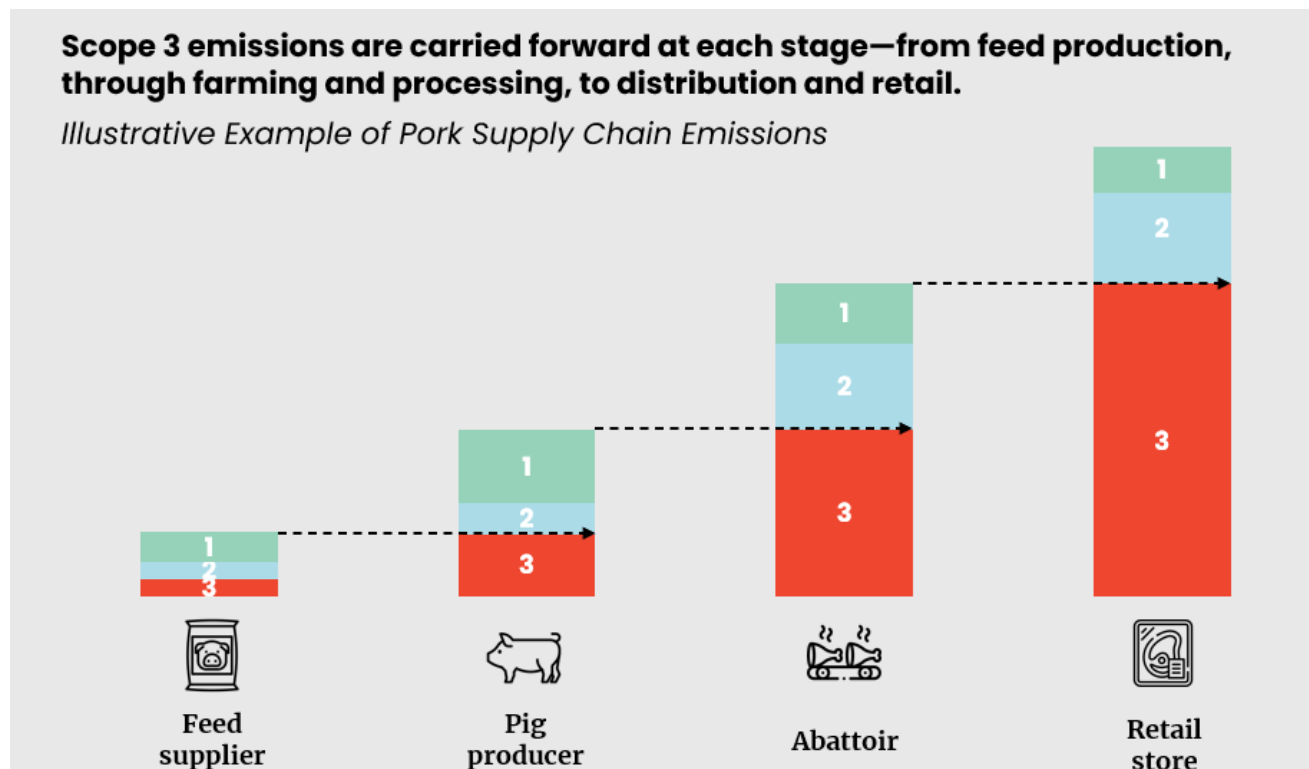 Scope 3 emissions are carried forward at each stage—from feed production,
through farming and processing, to distribution and retail.
Illustrative Example of Pork Supply Chain Emissions
1
2
3
1
2
3
1
2
3
1
2
3
Feed
supplier
Pig
producer
Abattoir
Retail
store